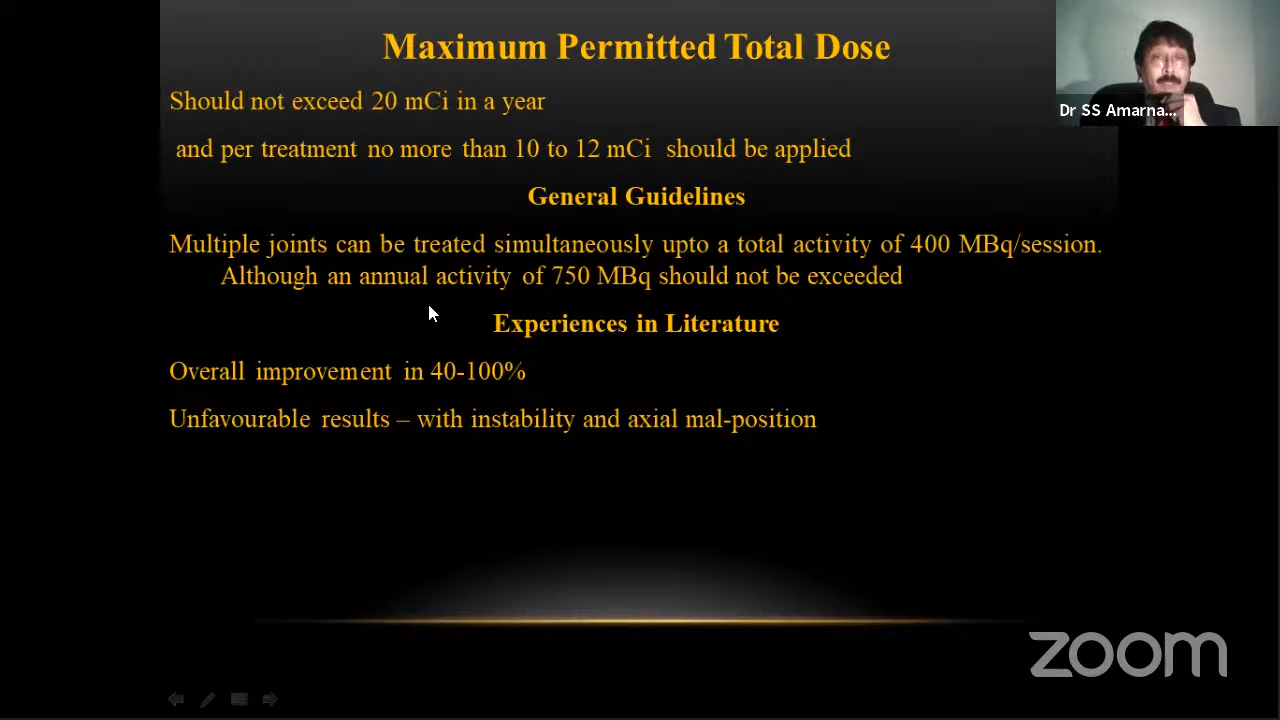 Maximum Permitted Total Dose
Should not exceed 20 mCi in a year
and per treatment no more than 10 to 12 mCi should be applied
General Guidelines
Multiple joints can be treated simultaneously upto a total activity of 400 MBq/session.
Although an annual activity of 750 MBq should not be exceeded
Experiences in Literature
Overall improvement in 40-100%
Unfavourable results – with instability and axial mal-position
Dr SS Amarna...
zoom